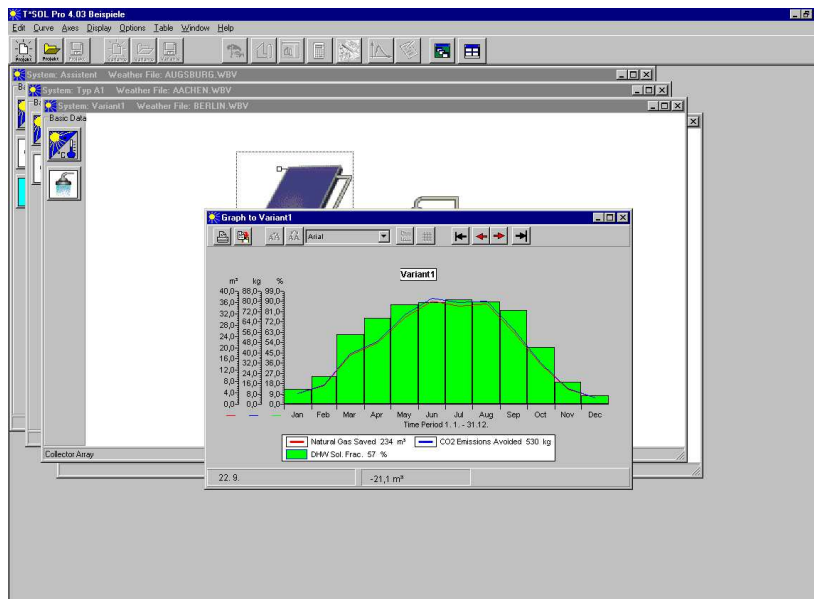 T*SOL Pro 4.03 Beispiele
Edit Curve Axes Display Options Table Window Help
Projekt Projekt Projekt
System: Assistent Weather File: AUGSBURG.WBV
System: Typ A1 Weather File: AACHEN.WBV
System: Variant1 Weather File: BERLIN.WBV
Basic Data
°C
Graph to Variant1
Arial
Variant1
m³ kg %
40,0 88,0 99,0
36,0 80,0 90,0
32,0 72,0 81,0
28,0 64,0 72,0
24,0 56,0 63,0
20,0 48,0 54,0
16,0 40,0 45,0
12,0 32,0 36,0
8,0 24,0 27,0
4,0 16,0 18,0
0,0 8,0 9,0
0,0 0,0
Jan Feb Mar Apr May Jun Jul Aug Sep Oct Nov Dec
Time Period 1. 1. - 31.12.
Natural Gas Saved 234 m³ CO2 Emissions Avoided 530 kg
DHW Sol. Frac. 57 %
Collector Array
22. 9. -21,1 m³